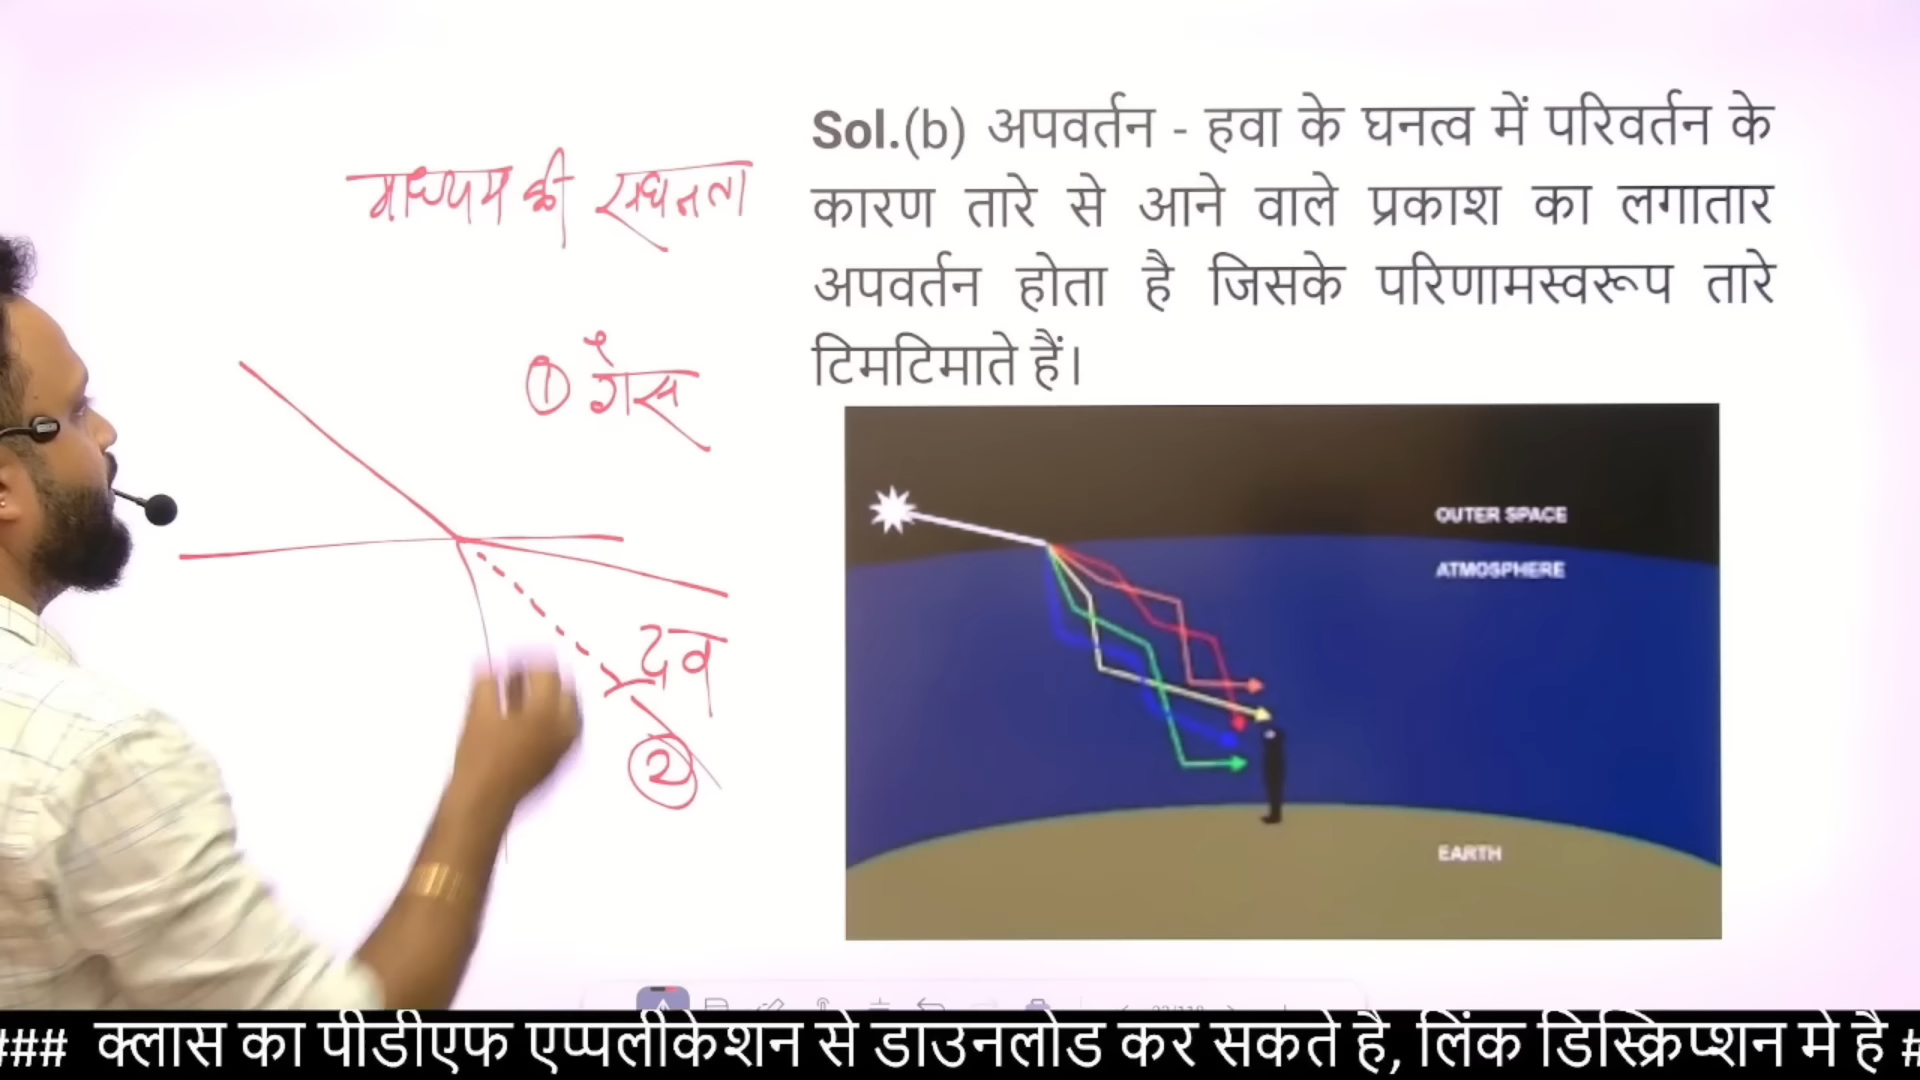 माध्यम की सघनता
① गैस
द्रव
②
Sol.(b) अपवर्तन - हवा के घनत्व में परिवर्तन के
कारण तारे से आने वाले प्रकाश का लगातार
अपवर्तन होता है जिसके परिणामस्वरूप तारे
टिमटिमाते हैं।
OUTER SPACE
ATMOSPHERE
EARTH
### क्लास का पीडीएफ एप्पलीकेशन से डाउनलोड कर सकते है, लिंक डिस्क्रिप्शन मे है #